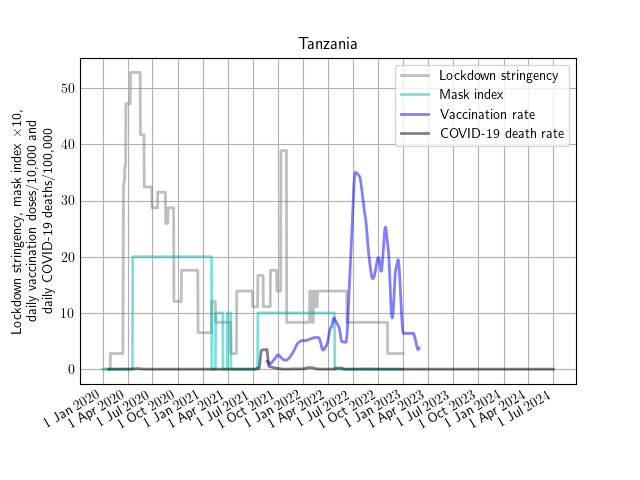 Tanzania
Lockdown stringency
Mask index
Vaccination rate
COVID-19 death rate
Lockdown stringency, mask index ×10,
daily vaccination doses/10,000 and
daily COVID-19 deaths/100,000
50
40
30
20
10
0
1 Jan 2020
1 Apr 2020
1 Jul 2020
1 Oct 2020
1 Jan 2021
1 Apr 2021
1 Jul 2021
1 Oct 2021
1 Jan 2022
1 Apr 2022
1 Jul 2022
1 Oct 2022
1 Jan 2023
1 Apr 2023
1 Jul 2023
1 Oct 2023
1 Jan 2024
1 Apr 2024
1 Jul 2024